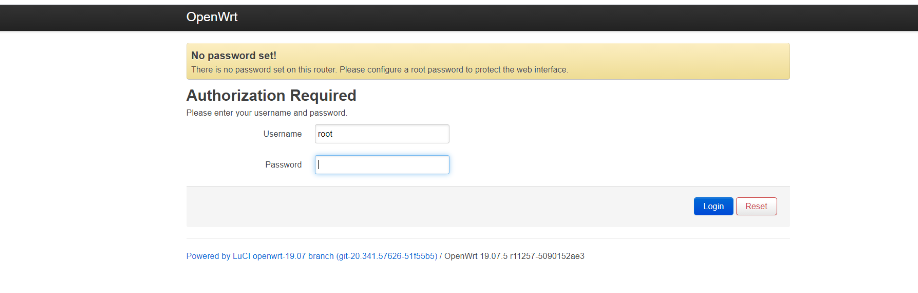 OpenWrt
No password set!
There is no password set on this router. Please configure a root password to protect the web interface.
Authorization Required
Please enter your username and password.
Username root
Password
Login Reset
Powered by LuCI openwrt-19.07 branch (git-20.341.57626-51f55b5) / OpenWrt 19.07.5 r11257-5090152ae3